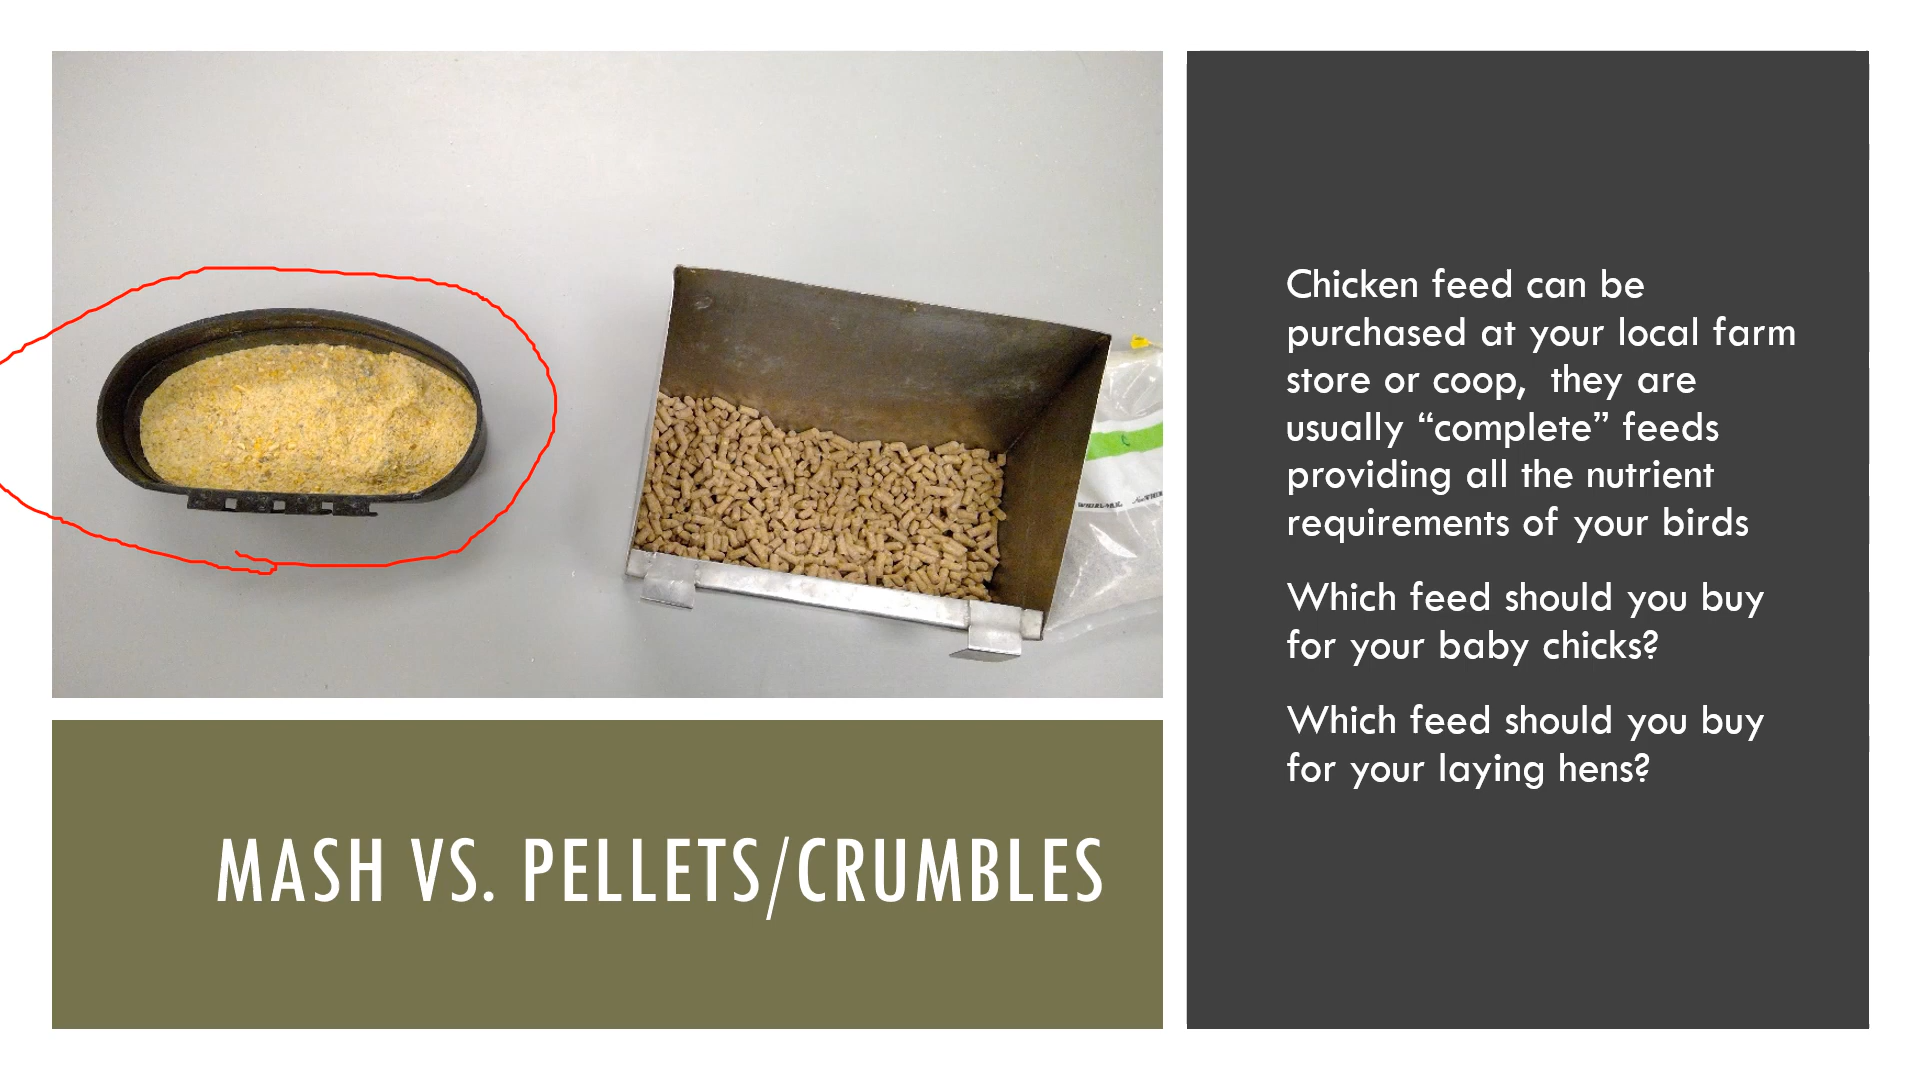 Chicken feed can be
purchased at your local farm
store or coop,  they are
usually “complete” feeds
providing all the nutrient
requirements of your birds
Which feed should you buy
for your baby chicks?
Which feed should you buy
for your laying hens?
MASH VS. PELLETS/CRUMBLES